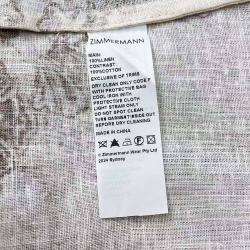 ZIMMERMANN
MAIN:
100%LINEN
CONTRAST:
100%COTTON
EXCLUSIVE OF TRIMS
DRY CLEAN ONLY CODE P
WITH PROTECTIVE BAG
COOL IRON WITH
PROTECTIVE CLOTH
LIGHT STEAM ONLY
DO NOT SPOT CLEAN
TURN GARMENT INSIDE OUT
BEFORE DRY CLEANING
MADE IN CHINA
© Zimmermann Wear Pty Ltd
2024 Sydney